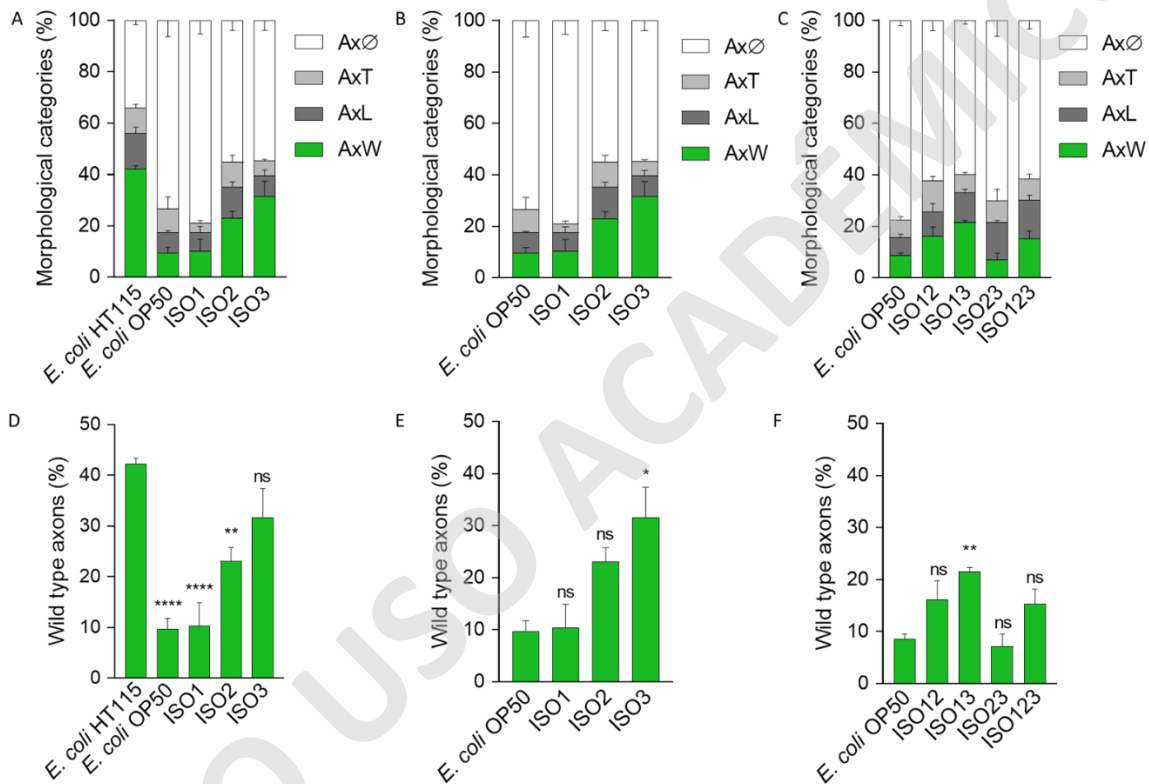 A
Morphological categories (%)
100
80
60
40
20
0
E. coli HT115
E. coli OP50
ISO1
ISO2
ISO3
AxØ
AxT
AxL
AxW
B
Morphological categories (%)
100
80
60
40
20
0
E. coli OP50
ISO1
ISO2
ISO3
AxØ
AxT
AxL
AxW
C
Morphological categories (%)
100
80
60
40
20
0
E. coli OP50
ISO12
ISO13
ISO23
ISO123
AxØ
AxT
AxL
AxW
D
Wild type axons (%)
50
40
30
20
10
0
****
****
**
ns
E. coli HT115
E. coli OP50
ISO1
ISO2
ISO3
E
Wild type axons (%)
50
40
30
20
10
0
ns
ns
*
E. coli OP50
ISO1
ISO2
ISO3
F
Wild type axons (%)
50
40
30
20
10
0
ns
**
ns
ns
E. coli OP50
ISO12
ISO13
ISO23
ISO123
O USO ACADÉMIC